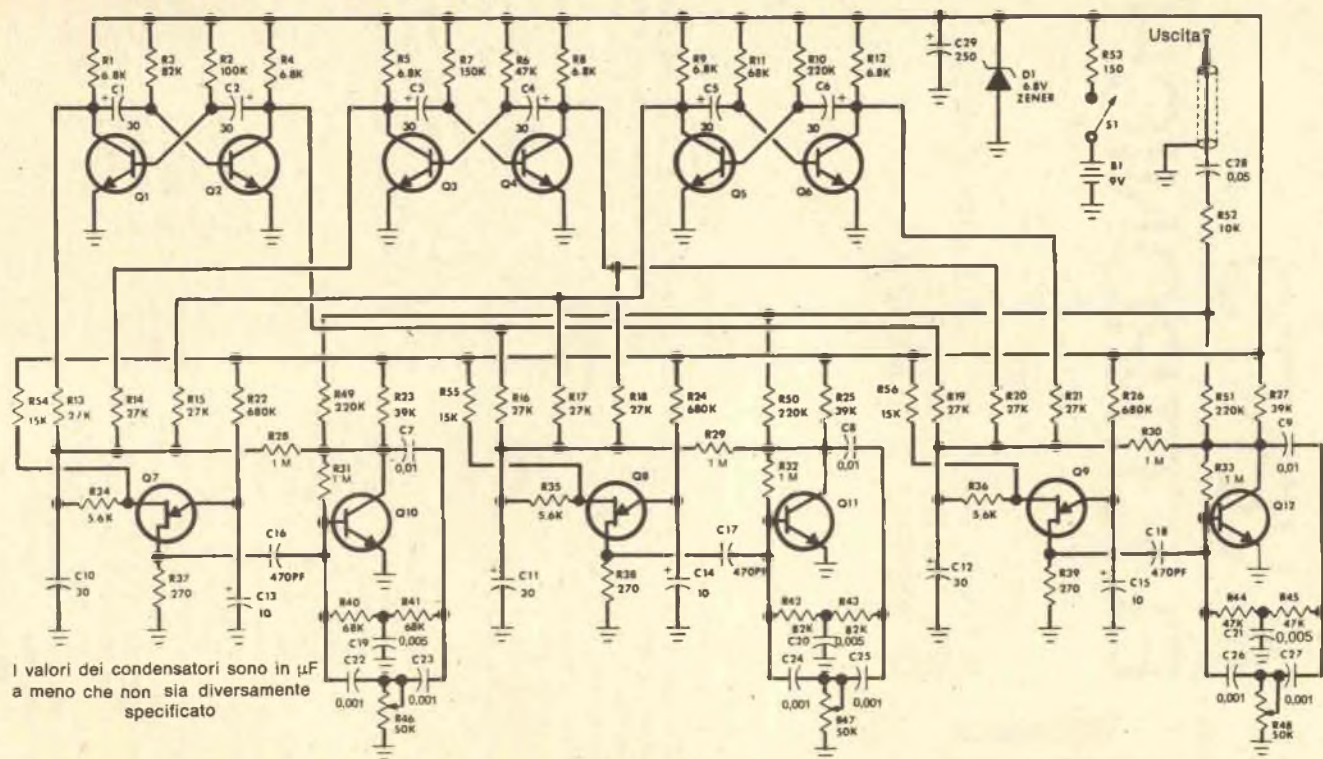 R1
6.8K
R3
82K
R2
100K
R4
6.8K
C1
30
C2
30
Q1
Q2
R5
6.8K
R7
150K
R6
47K
R8
6.8K
C3
30
C4
30
Q3
Q4
R9
6.8K
R11
68K
R10
220K
R12
6.8K
C5
30
C6
30
Q5
Q6
C29
250
D1
6.8V
ZENER
R53
150
S1
B1
9V
Uscita
C28
0,05
R52
10K
R54
15K
R13
27K
R14
27K
R15
27K
R22
680K
R49
220K
R23
39K
R55
15K
R16
27K
R17
27K
R18
27K
R24
680K
R50
220K
R25
39K
R56
15K
R19
27K
R20
27K
R21
27K
R26
680K
R51
220K
R27
39K
R28
1 M
C7
0,01
R29
1 M
C8
0,01
R30
1 M
C9
0,01
R31
1 M
R32
1 M
R33
1 M
R34
5.6K
Q7
Q10
R35
5.6K
Q8
Q11
R36
5.6K
Q9
Q12
C16
470PF
C17
470PF
C18
470PF
C10
30
R37
270
C13
10
C11
30
R38
270
C14
10
C12
30
R39
270
C15
10
R40
68K
R41
68K
C19
0,005
R42
82K
R43
82K
C20
0,005
R44
47K
R45
47K
C21
0,005
C22
0,001
C23
0,001
R46
50K
C24
0,001
C25
0,001
R47
50K
C26
0,001
C27
0,001
R48
50K
I valori dei condensatori sono in µF
a meno che non sia diversamente
specificato